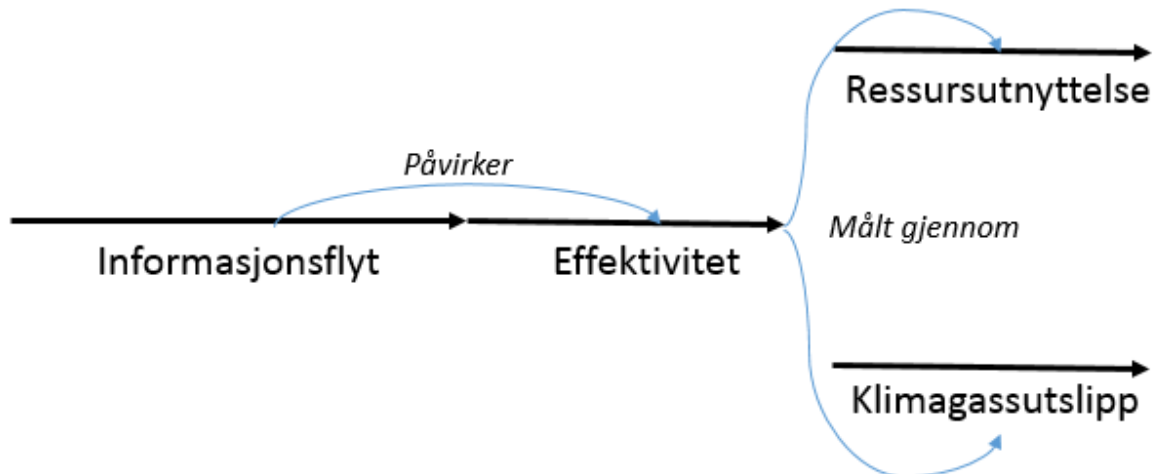 Ressursutnyttelse
Påvirker
Målt gjennom
Informasjonsflyt
Effektivitet
Klimagassutslipp